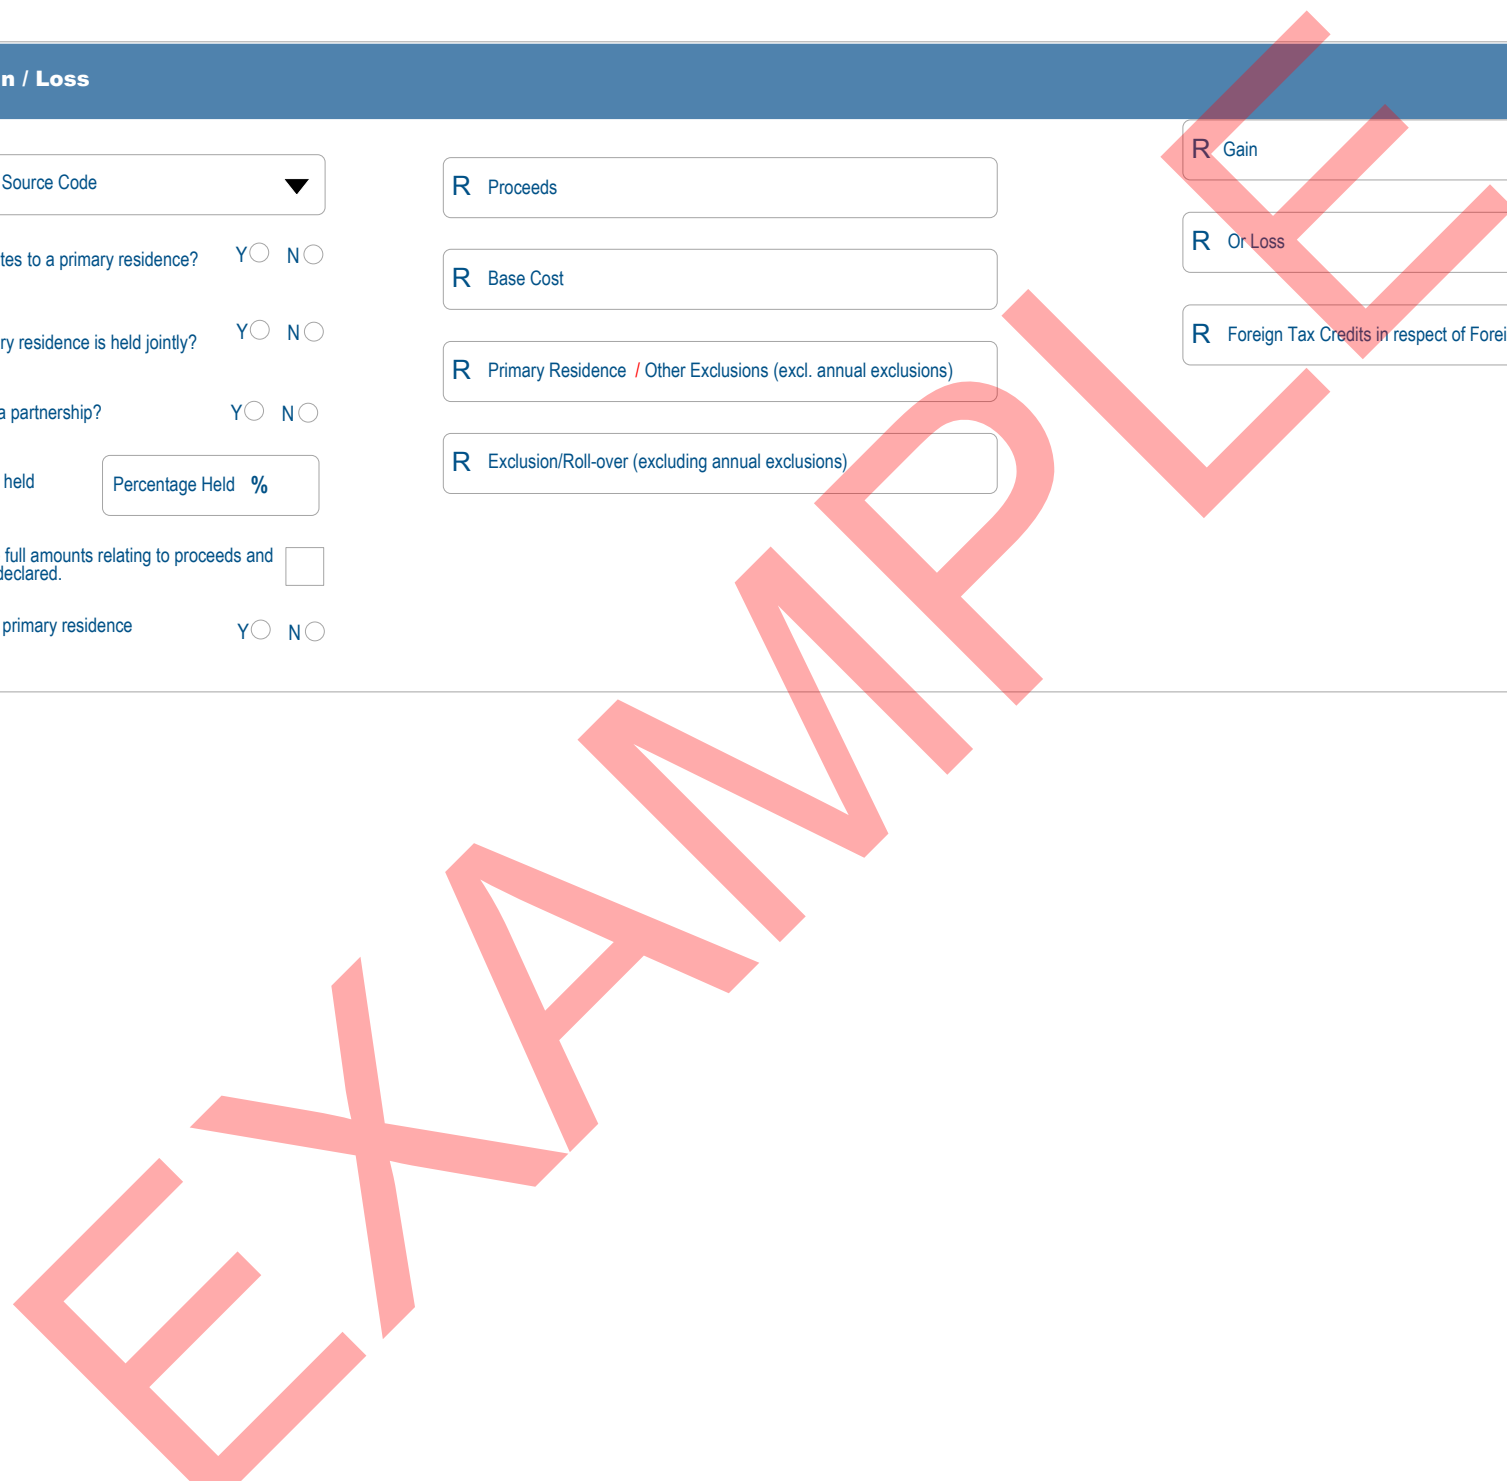 n / Loss
Source Code
tes to a primary residence? Y N
ry residence is held jointly? Y N
a partnership? Y N
held Percentage Held %
full amounts relating to proceeds and
declared.
primary residence Y N
R Proceeds
R Base Cost
R Primary Residence / Other Exclusions (excl. annual exclusions)
R Exclusion/Roll-over (excluding annual exclusions)
R Gain
R Or Loss
R Foreign Tax Credits in respect of Forei
EXAMPLE